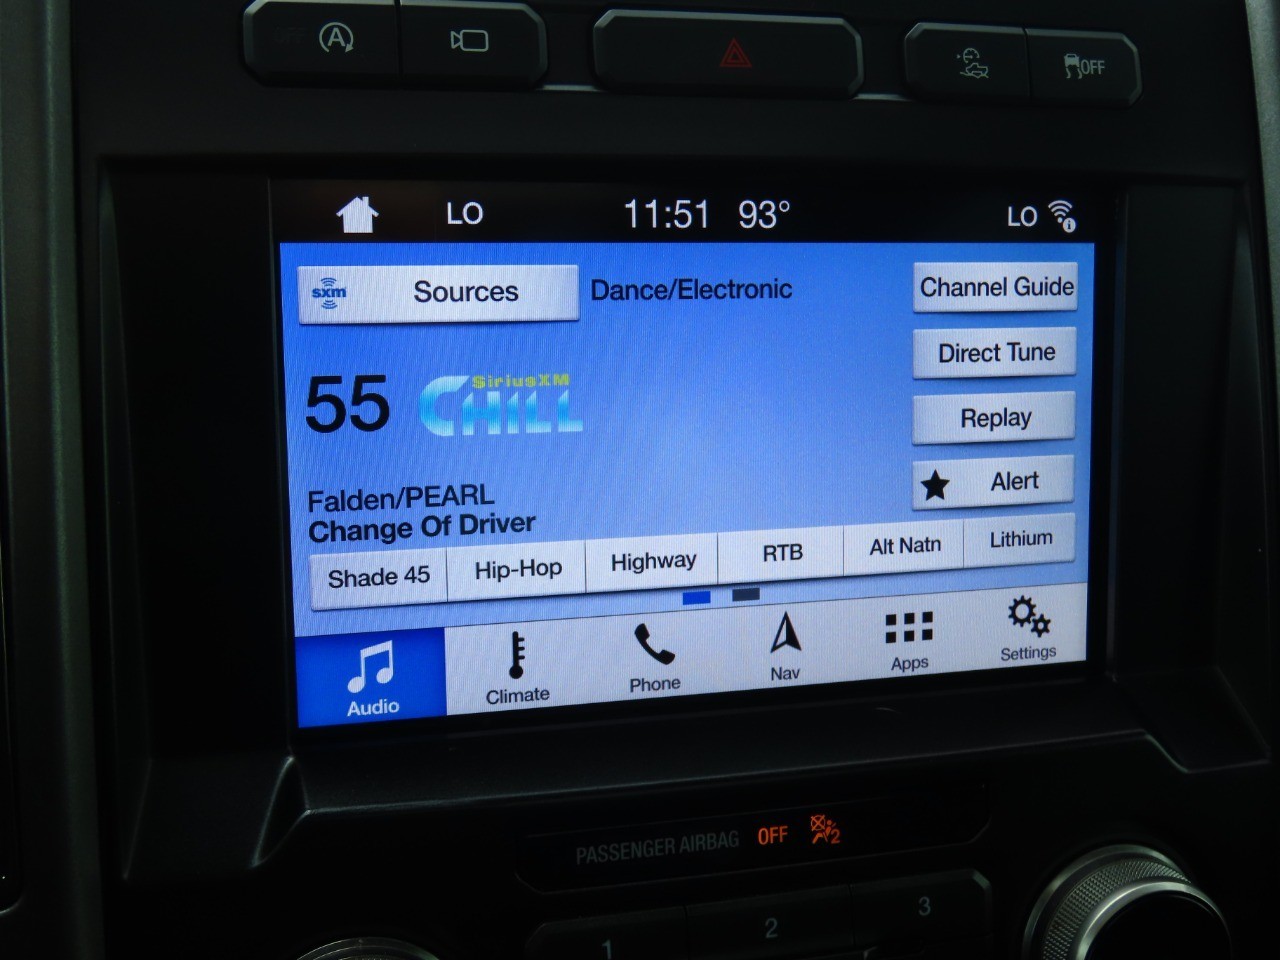 A
OFF
LO 11:51 93° LO
sxm Sources Dance/Electronic Channel Guide
Direct Tune
55 SiriusXM CHILL
Replay
Alert
Falden/PEARL
Change Of Driver
Shade 45 Hip-Hop Highway RTB Alt Natn Lithium
Audio Climate Phone Nav Apps Settings
PASSENGER AIRBAG OFF 2
1 2 3